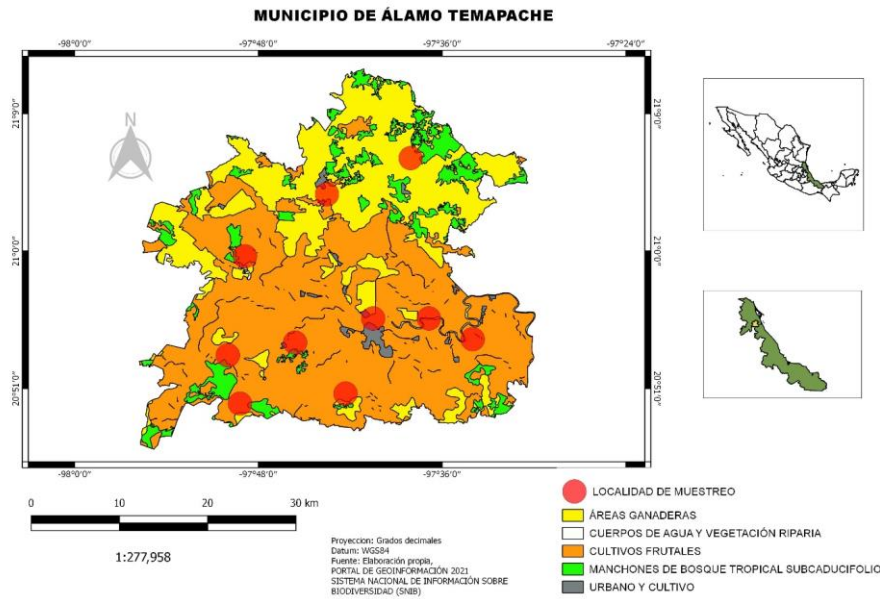 MUNICIPIO DE ÁLAMO TEMAPACHE
-98°0'0" -97°48'0" -97°36'0" -97°24'0"
N
21°9'0" 21°9'0"
21°0'0" 21°0'0"
20°51'0" 20°51'0"
-98°0'0" -97°48'0" -97°36'0" -97°24'0"
0 10 20 30 km
1:277,958
Proyeccion: Grados decimales
Datum: WGS84
Fuente: Elaboración propia,
PORTAL DE GEOINFORMACIÓN 2021
SISTEMA NACIONAL DE INFORMACIÓN SOBRE
BIODIVERSIDAD (SNIB)
LOCALIDAD DE MUESTREO
ÁREAS GANADERAS
CUERPOS DE AGUA Y VEGETACIÓN RIPARIA
CULTIVOS FRUTALES
MANCHONES DE BOSQUE TROPICAL SUBCADUCIFOLIO
URBANO Y CULTIVO